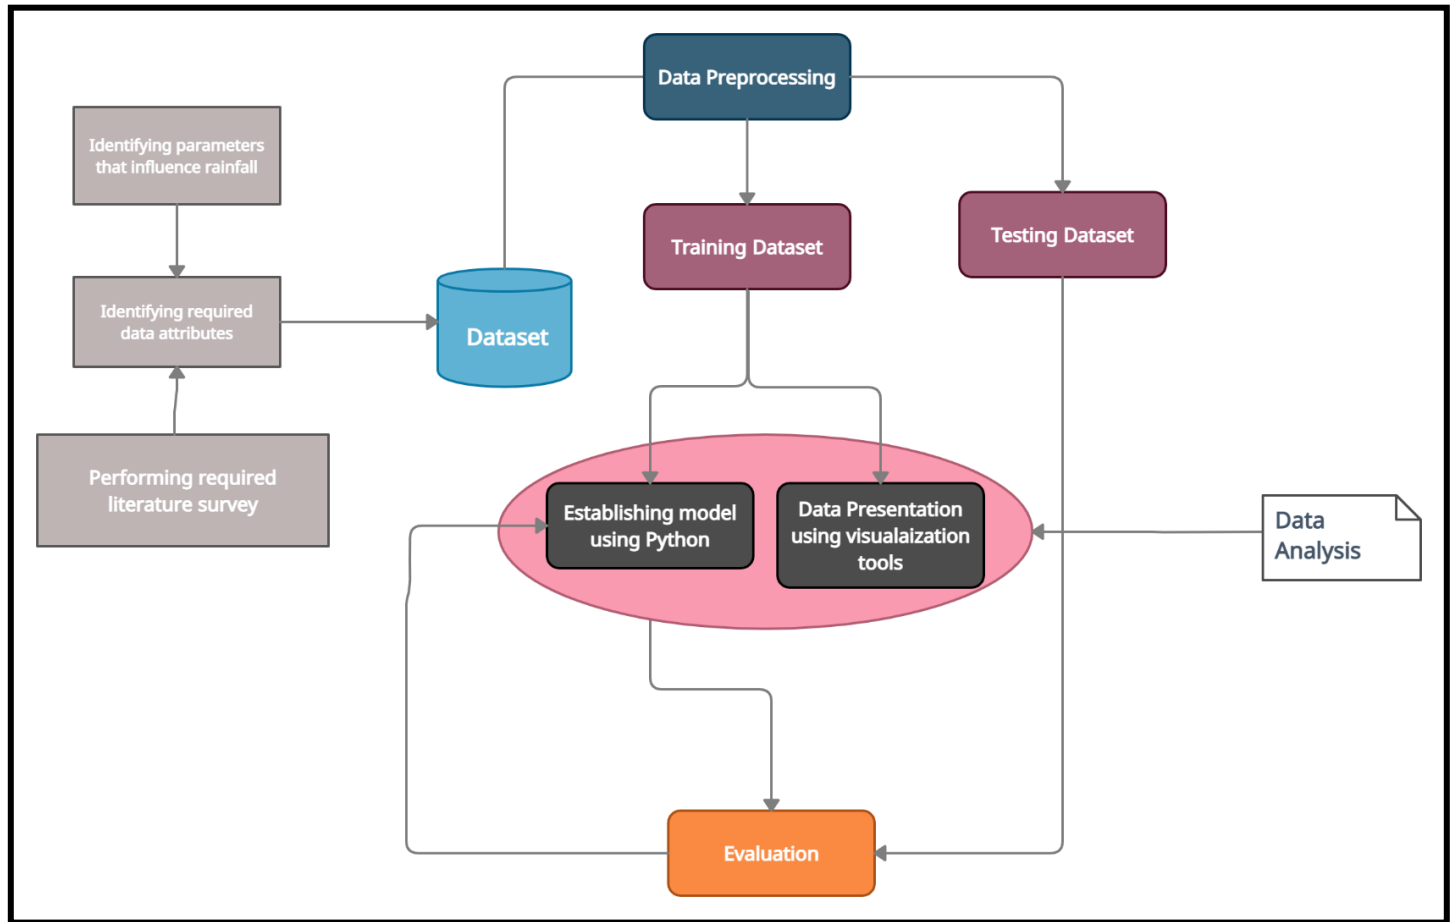 Data Preprocessing
Identifying parameters
that influence rainfall
Training Dataset
Testing Dataset
Identifying required
data attributes
Dataset
Performing required
literature survey
Establishing model
using Python
Data Presentation
using visualaization
tools
Data
Analysis
Evaluation